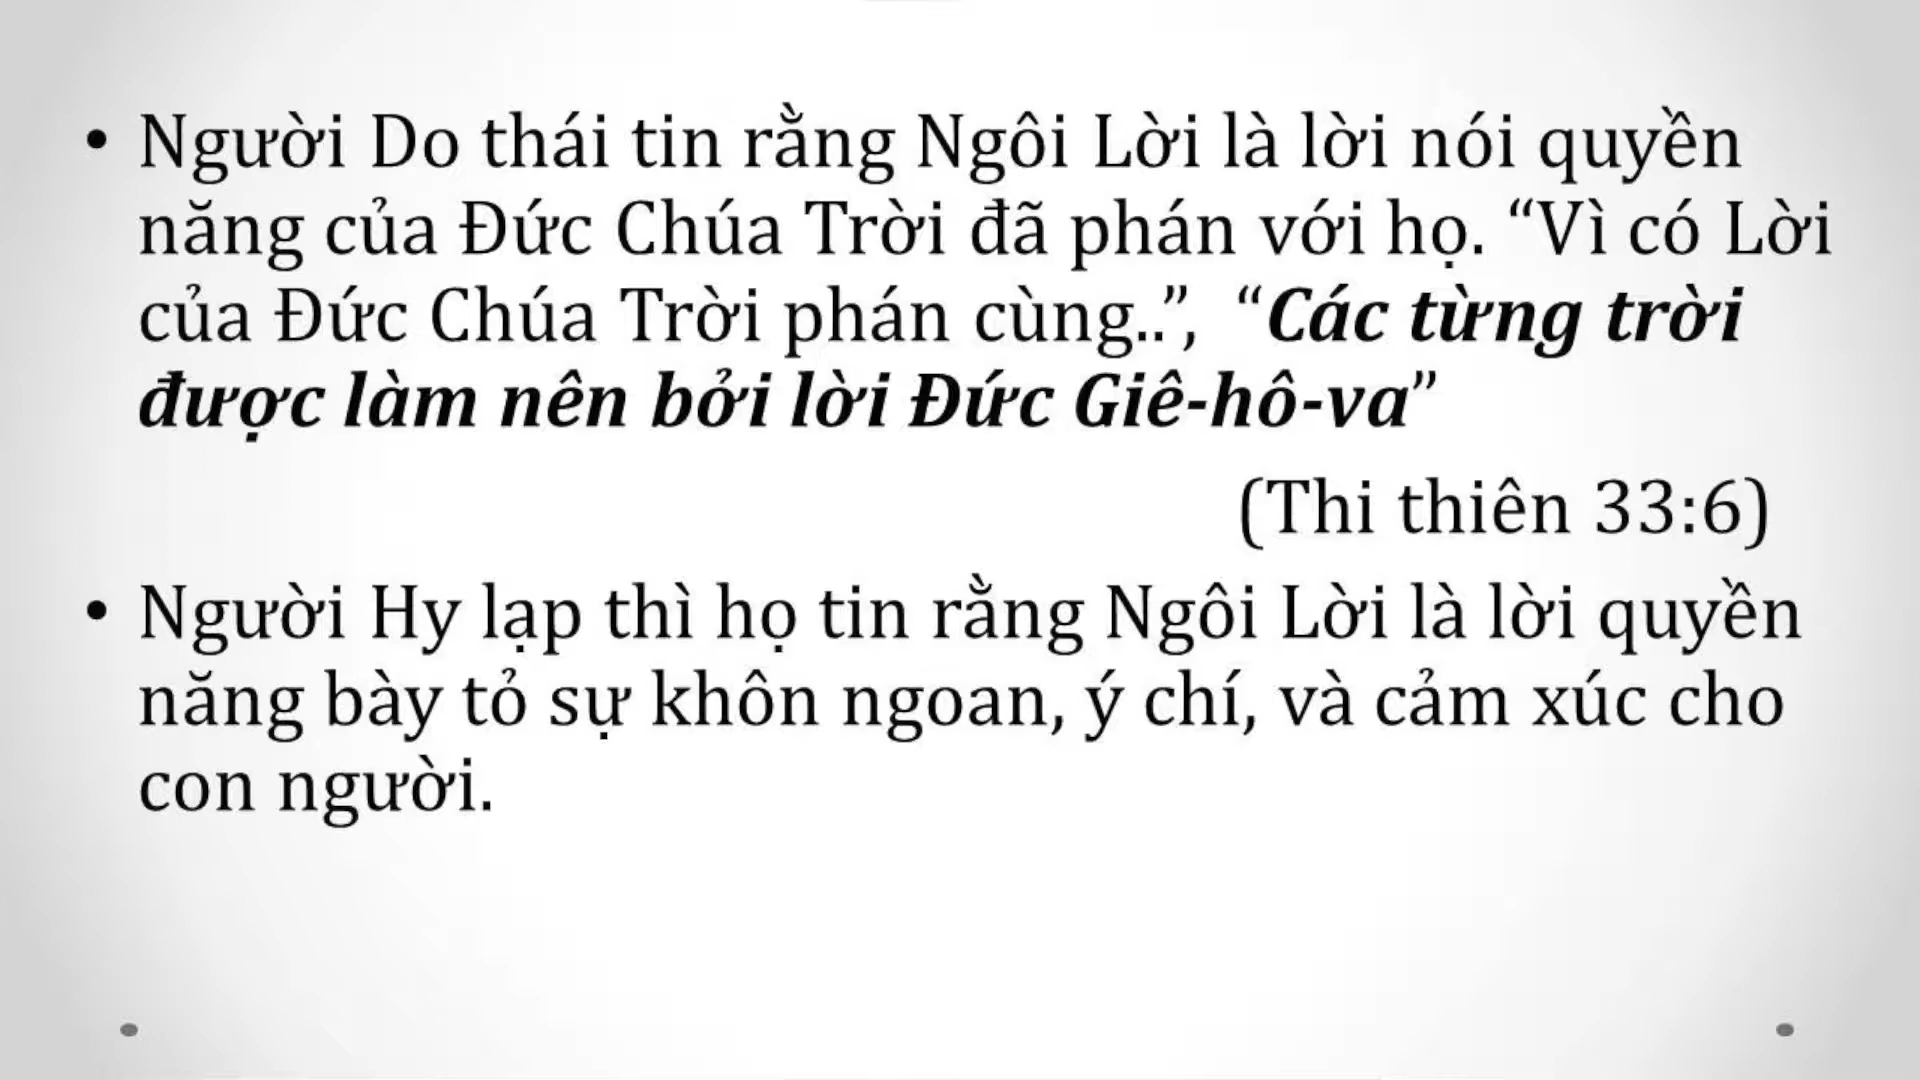 • Người Do thái tin rằng Ngôi Lời là lời nói quyền
năng của Đức Chúa Trời đã phán với họ. “Vì có Lời
của Đức Chúa Trời phán cùng..”, “Các từng trời
được làm nên bởi lời Đức Giê-hô-va”
(Thi thiên 33:6)
• Người Hy lạp thì họ tin rằng Ngôi Lời là lời quyền
năng bày tỏ sự khôn ngoan, ý chí, và cảm xúc cho
con người.